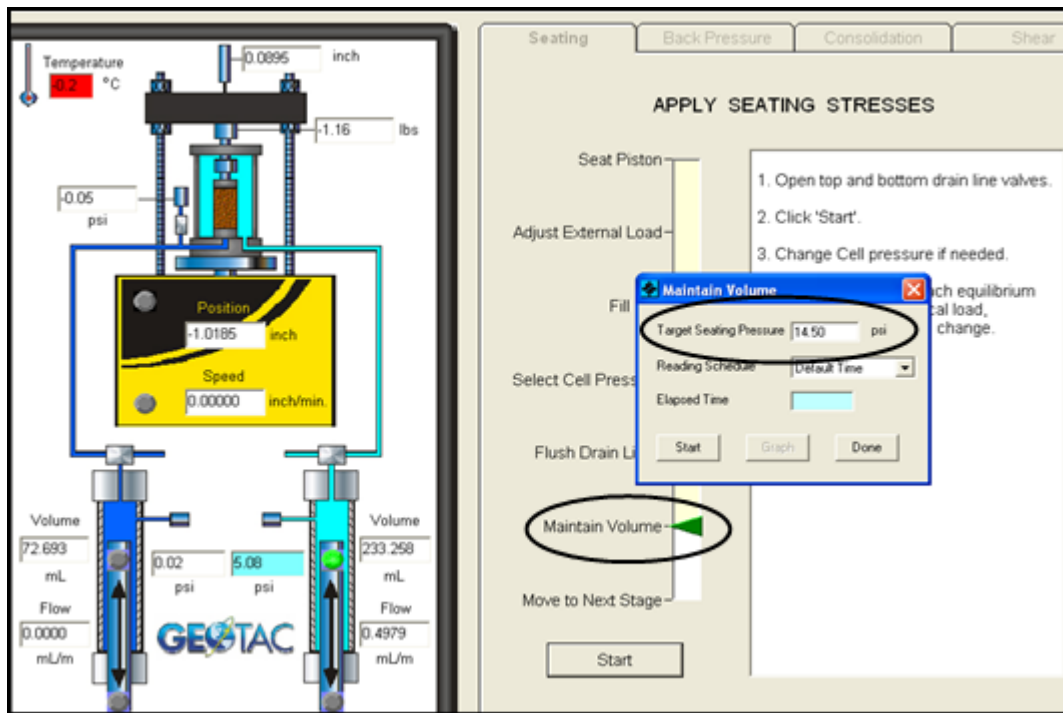 Temperature
-0.2 °C
0.0895 inch
-1.16 lbs
-0.05
psi
Position
-1.0185 inch
Speed
0.00000 inch/min.
Volume
72.693
mL
Flow
0.0000
mL/m
0.02
psi
5.08
psi
Volume
233.258
mL
Flow
0.4979
mL/m
GEOTAC
Seating Back Pressure Consolidation Shear
APPLY SEATING STRESSES
Seat Piston
Adjust External Load
Fill
Select Cell Press
Flush Drain Li
Maintain Volume
Move to Next Stage
Start
1. Open top and bottom drain line valves.
2. Click 'Start'.
3. Change Cell pressure if needed.
ach equilibrium
cal load,
change.
Maintain Volume
Target Seating Pressure 14.50 psi
Reading Schedule Default Time
Elapsed Time
Start Graph Done